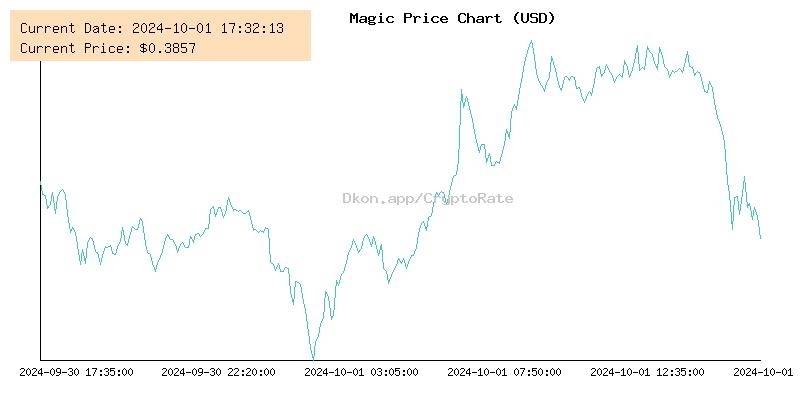 Magic Price Chart (USD)
Current Date: 2024-10-01 17:32:13
Current Price: $0.3857
Dkon.app/CryptoRate
2024-09-30 17:35:00 2024-09-30 22:20:00 2024-10-01 03:05:00 2024-10-01 07:50:00 2024-10-01 12:35:00 2024-10-01